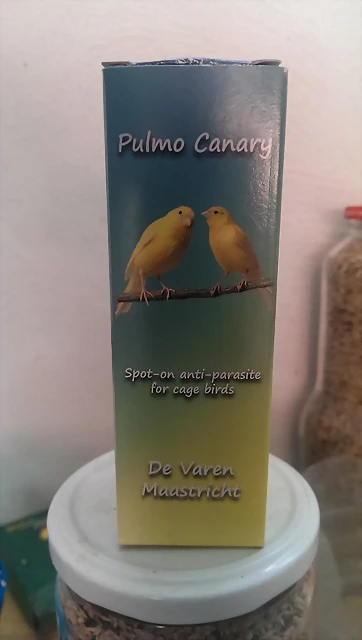 Pulmo Canary
Spot-on anti-parasite
for cage birds
De Varen
Maastricht